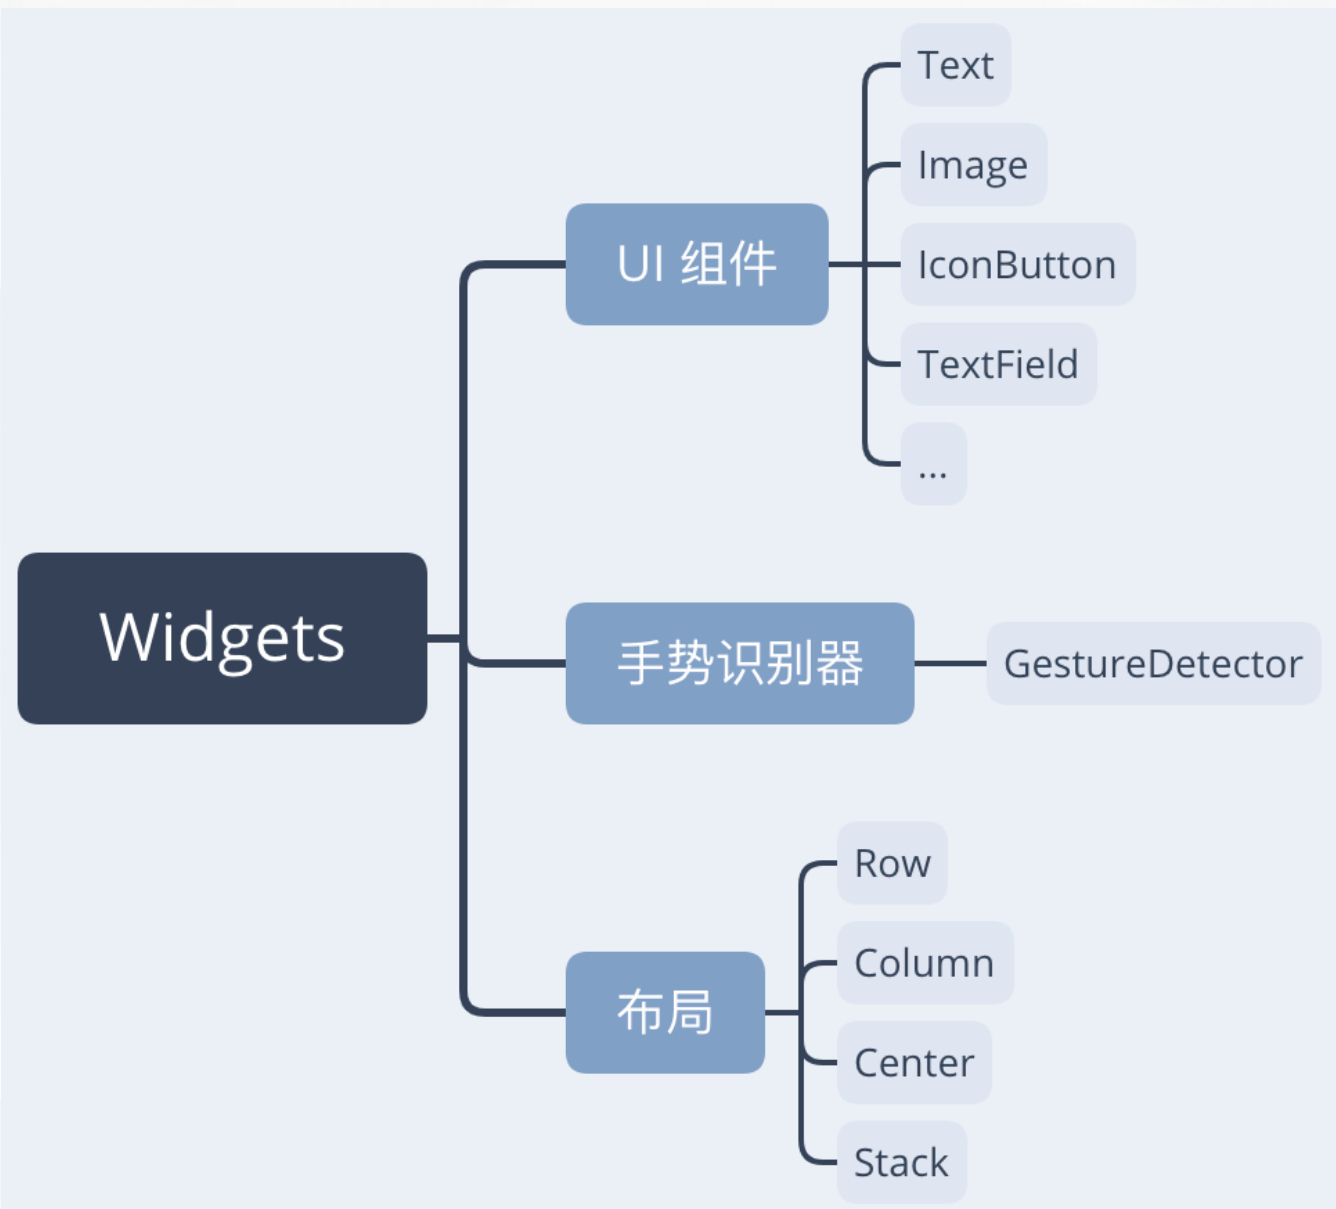 Widgets
UI 组件
Text
Image
IconButton
TextField
...
手势识别器
GestureDetector
布局
Row
Column
Center
Stack